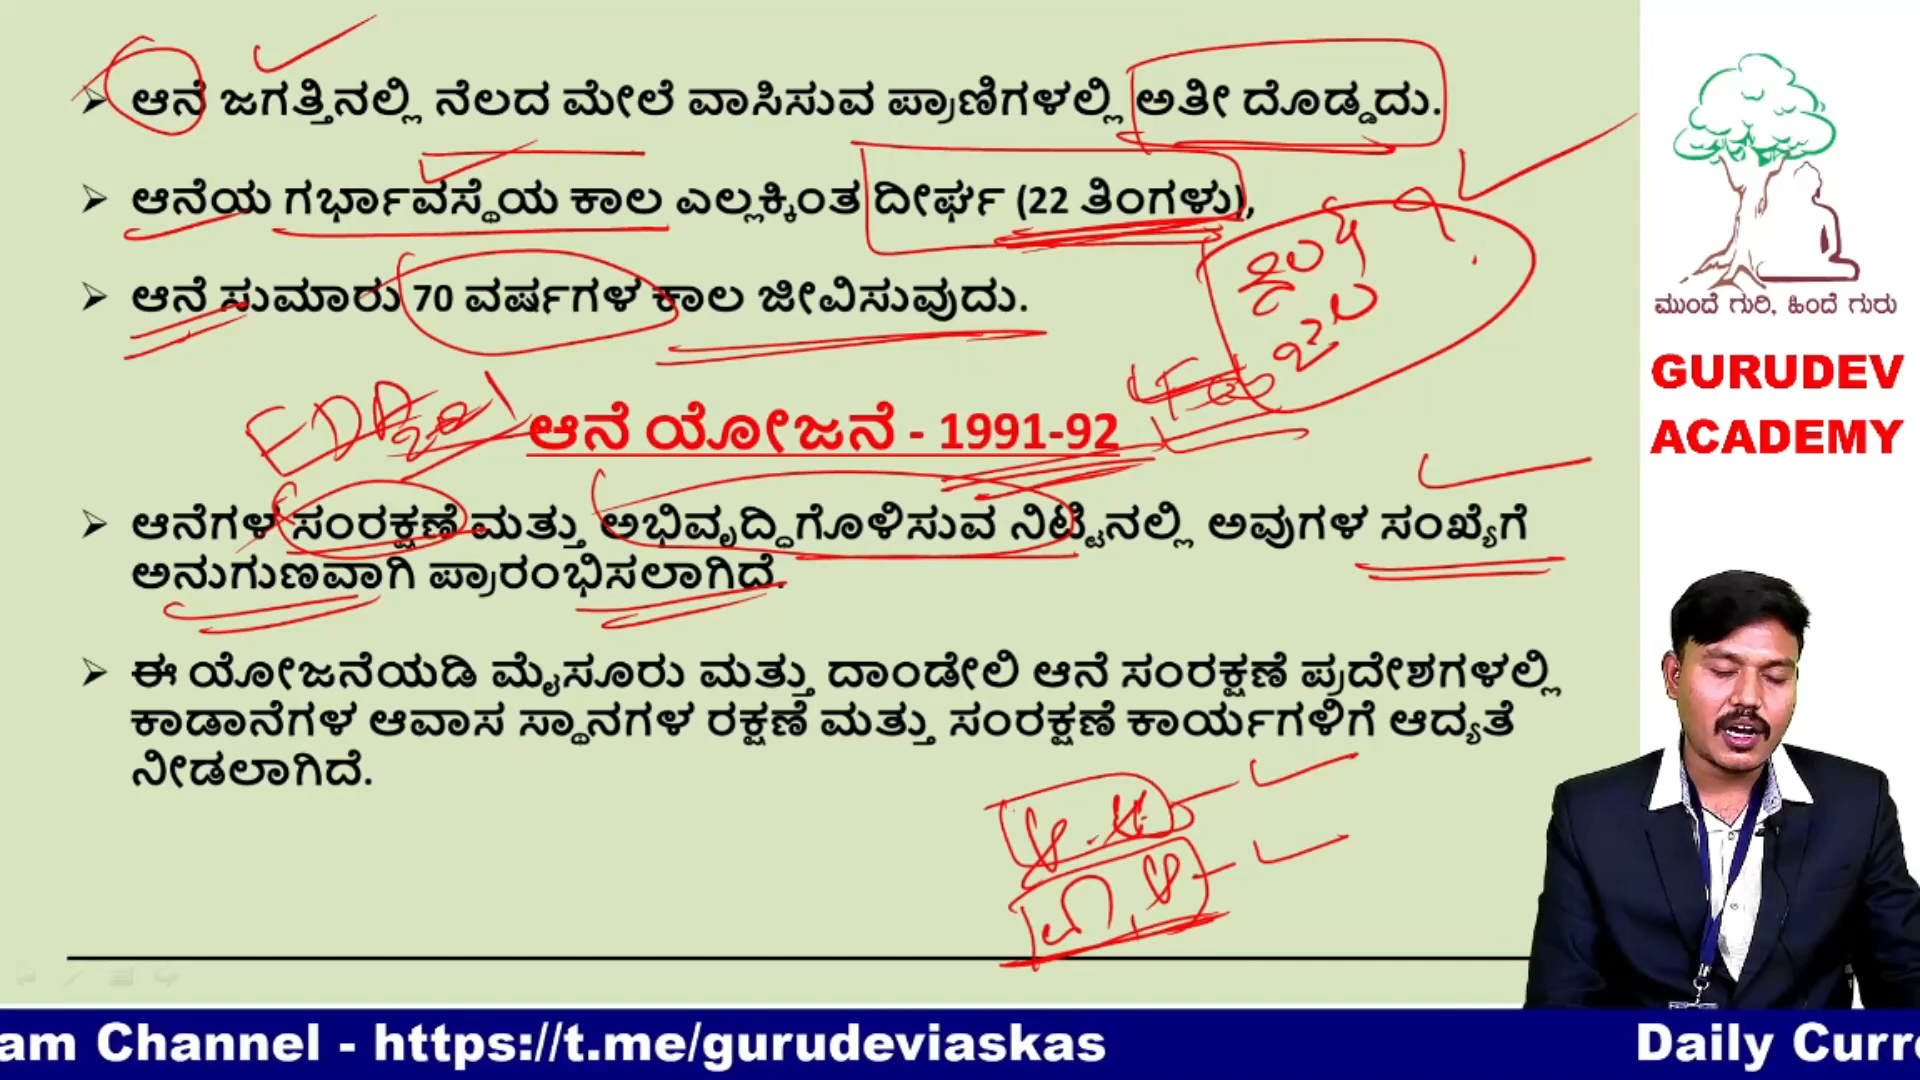 ಆನೆ ಜಗತ್ತಿನಲ್ಲಿ ನೆಲದ ಮೇಲೆ ವಾಸಿಸುವ ಪ್ರಾಣಿಗಳಲ್ಲಿ ಅತೀ ದೊಡ್ಡದು.
ಆನೆಯ ಗರ್ಭಾವಸ್ಥೆಯ ಕಾಲ ಎಲ್ಲಕ್ಕಿಂತ ದೀರ್ಘ (22 ತಿಂಗಳು),
ಆನೆ ಸುಮಾರು 70 ವರ್ಷಗಳ ಕಾಲ ಜೀವಿಸುವುದು.
ಆನೆ ಯೋಜನೆ - 1991-92
ಆನೆಗಳ ಸಂರಕ್ಷಣೆ ಮತ್ತು ಅಭಿವೃದ್ಧಿಗೊಳಿಸುವ ನಿಟ್ಟಿನಲ್ಲಿ ಅವುಗಳ ಸಂಖ್ಯೆಗೆ
ಅನುಗುಣವಾಗಿ ಪ್ರಾರಂಭಿಸಲಾಗಿದೆ.
ಈ ಯೋಜನೆಯಡಿ ಮೈಸೂರು ಮತ್ತು ದಾಂಡೇಲಿ ಆನೆ ಸಂರಕ್ಷಣೆ ಪ್ರದೇಶಗಳಲ್ಲಿ
ಕಾಡಾನೆಗಳ ಆವಾಸ ಸ್ಥಾನಗಳ ರಕ್ಷಣೆ ಮತ್ತು ಸಂರಕ್ಷಣೆ ಕಾರ್ಯಗಳಿಗೆ ಆದ್ಯತೆ
ನೀಡಲಾಗಿದೆ.
ಮುಂದೆ ಗುರಿ, ಹಿಂದೆ ಗುರು
GURUDEV
ACADEMY
am Channel - https://t.me/gurudeviaskas
Daily Curre